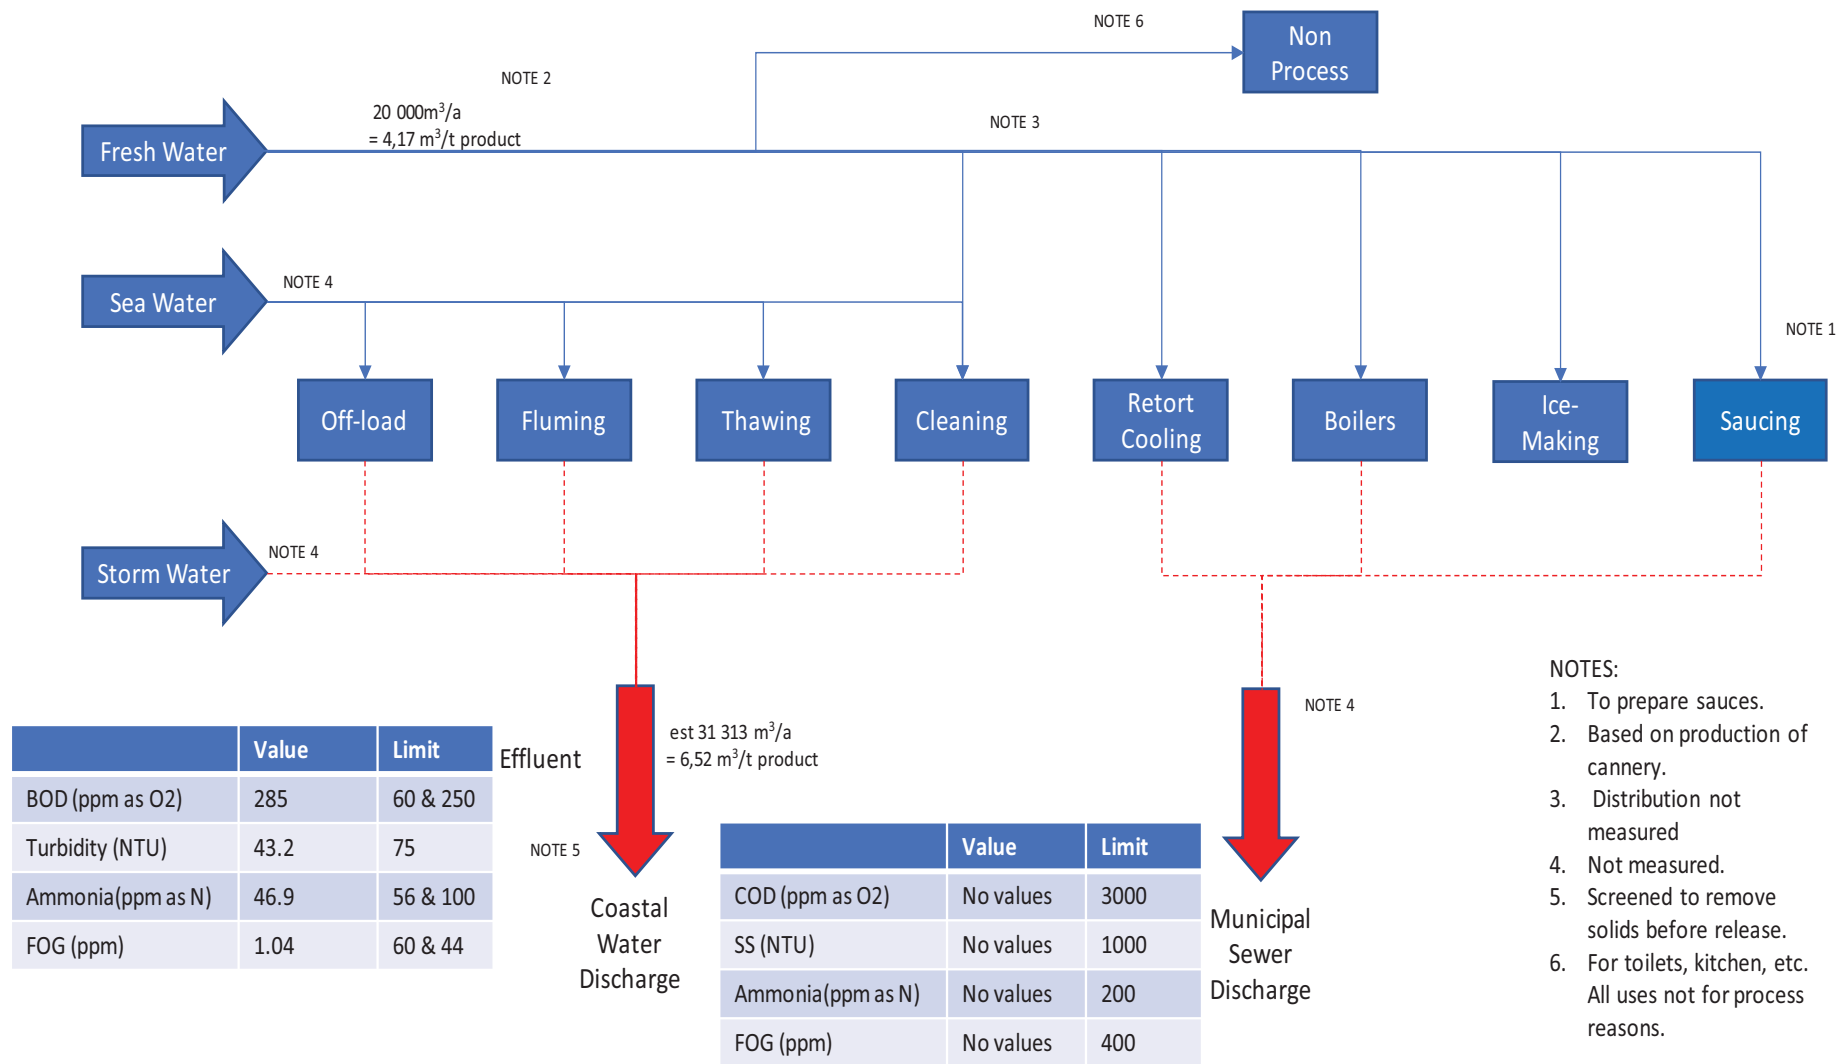 NOTE 6
Non
Process
NOTE 2
20 000m³/a
= 4,17 m³/t product
NOTE 3
Fresh Water
Sea Water
NOTE 4
NOTE 1
Off-load
Fluming
Thawing
Cleaning
Retort
Cooling
Boilers
Ice-
Making
Saucing
NOTE 4
Storm Water
Value Limit
BOD (ppm as O2) 285 60 & 250
Turbidity (NTU) 43.2 75
Ammonia(ppm as N) 46.9 56 & 100
FOG (ppm) 1.04 60 & 44
Effluent
est 31 313 m³/a
= 6,52 m³/t product
NOTE 5
Coastal
Water
Discharge
Value Limit
COD (ppm as O2) No values 3000
SS (NTU) No values 1000
Ammonia(ppm as N) No values 200
FOG (ppm) No values 400
NOTE 4
Municipal
Sewer
Discharge
NOTES:
1. To prepare sauces.
2. Based on production of
cannery.
3. Distribution not
measured
4. Not measured.
5. Screened to remove
solids before release.
6. For toilets, kitchen, etc.
All uses not for process
reasons.